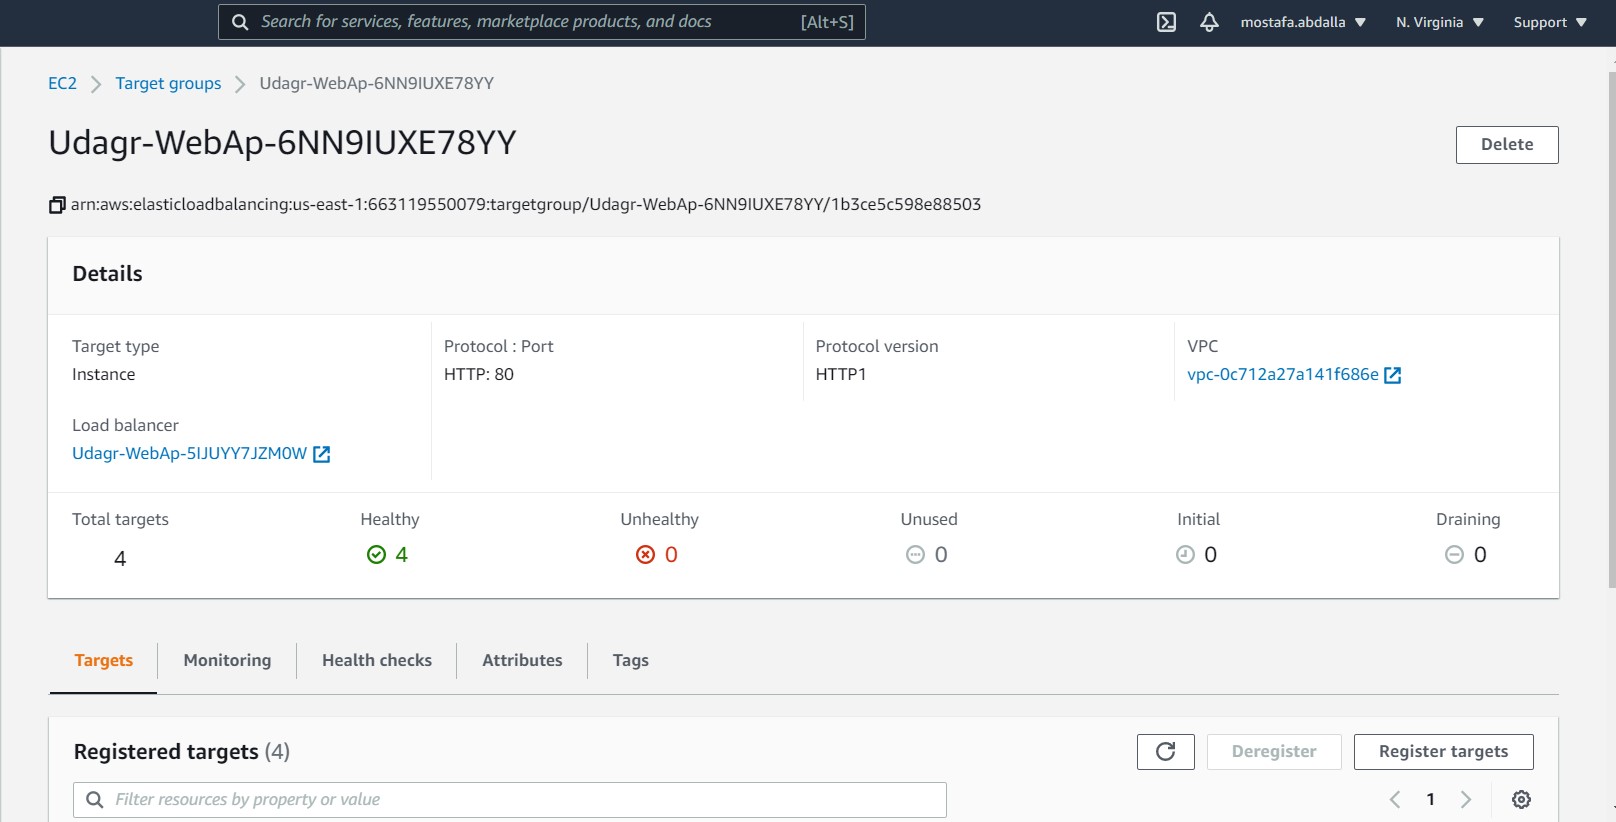 Search for services, features, marketplace products, and docs [Alt+S] mostafa.abdalla N. Virginia Support
EC2 Target groups Udagr-WebAp-6NN9IUXE78YY
Udagr-WebAp-6NN9IUXE78YY Delete
arn:aws:elasticloadbalancing:us-east-1:663119550079:targetgroup/Udagr-WebAp-6NN9IUXE78YY/1b3ce5c598e88503
Details
Target type Protocol : Port Protocol version VPC
Instance HTTP: 80 HTTP1 vpc-0c712a27a141f686e
Load balancer
Udagr-WebAp-5IJUYY7JZM0W
Total targets Healthy Unhealthy Unused Initial Draining
4 4 0 0 0 0
Targets Monitoring Health checks Attributes Tags
Registered targets (4) Deregister Register targets
Filter resources by property or value 1